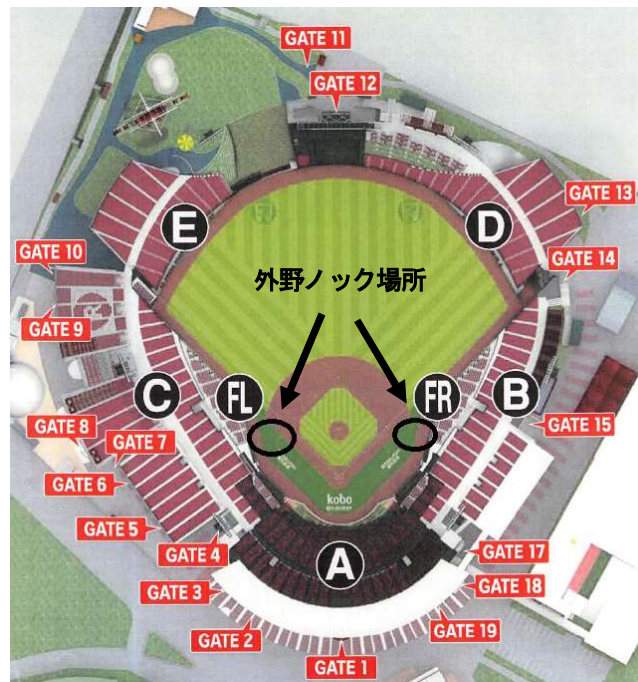 GATE 11
GATE 12
GATE 13
E
D
GATE 10
GATE 14
外野ノック場所
GATE 9
C
FL
FR
B
GATE 8
GATE 15
GATE 7
GATE 6
kobo
GATE 5
GATE 4
A
GATE 17
GATE 3
GATE 18
GATE 2
GATE 19
GATE 1